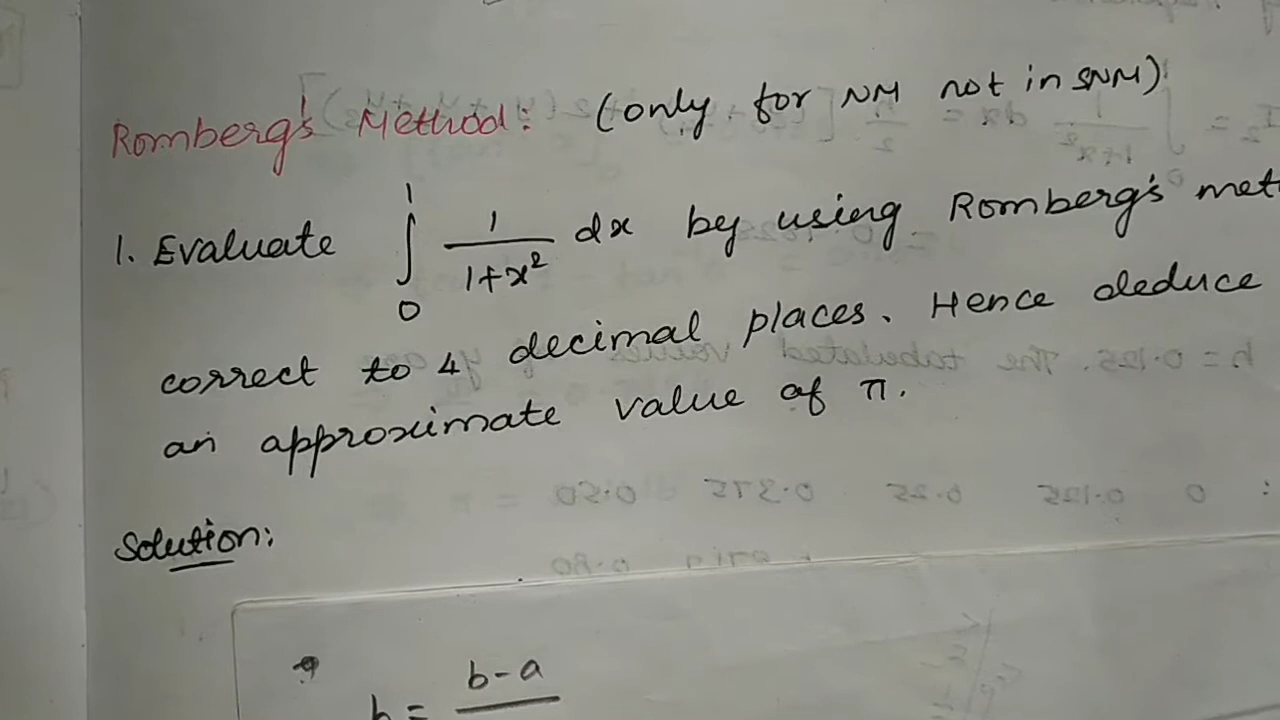 Romberg's Method: (only for NM not in SNM)
1. Evaluate ∫₀¹ 1/(1+x²) dx by using Romberg's met
correct to 4 decimal places. Hence deduce
an approximate value of π.
Solution:
h = b-a